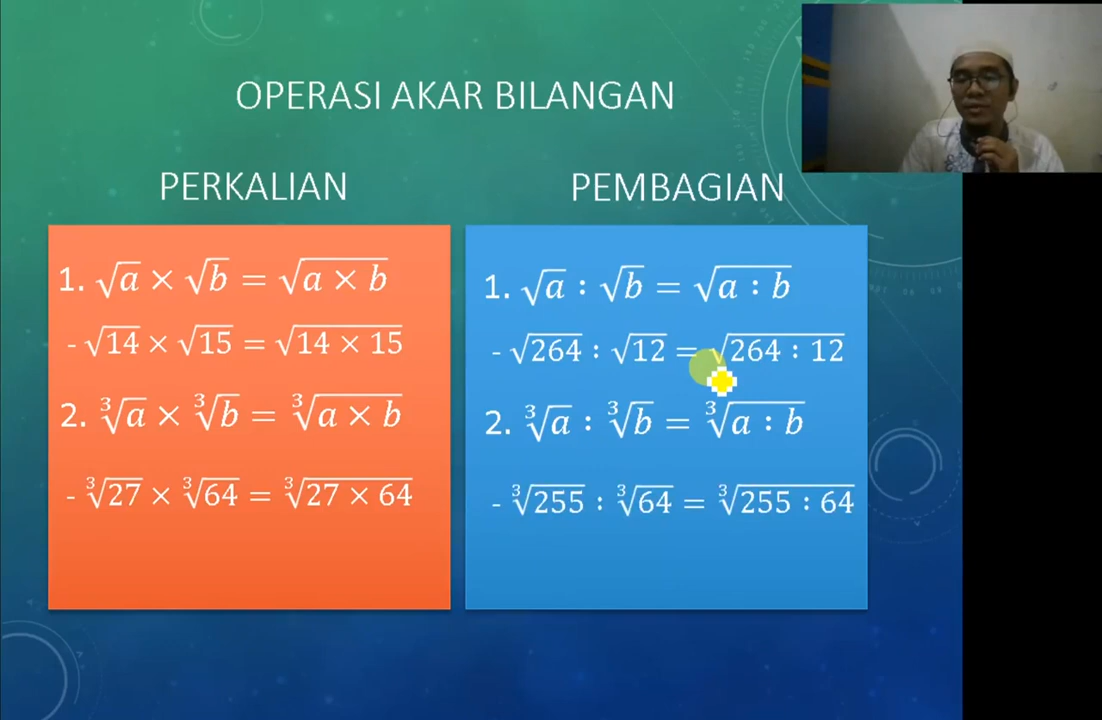 OPERASI AKAR BILANGAN
PERKALIAN
1. √a × √b = √(a × b)
- √14 × √15 = √(14 × 15)
2. ∛a × ∛b = ∛(a × b)
- ∛27 × ∛64 = ∛(27 × 64)
PEMBAGIAN
1. √a : √b = √(a : b)
- √264 : √12 = √(264 : 12)
2. ∛a : ∛b = ∛(a : b)
- ∛255 : ∛64 = ∛(255 : 64)